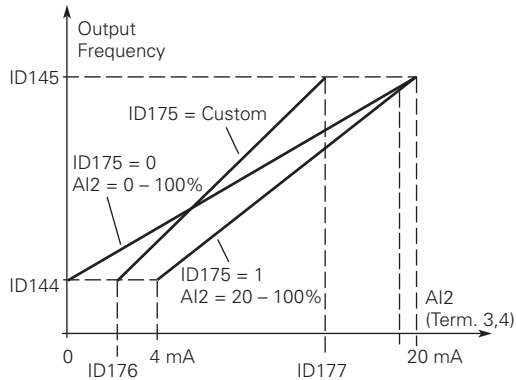 Output
Frequency
ID145
ID175 = Custom
ID175 = 0
AI2 = 0 – 100%
ID144
ID175 = 1
AI2 = 20 – 100%
AI2
(Term. 3,4)
0
ID176
4 mA
ID177
20 mA